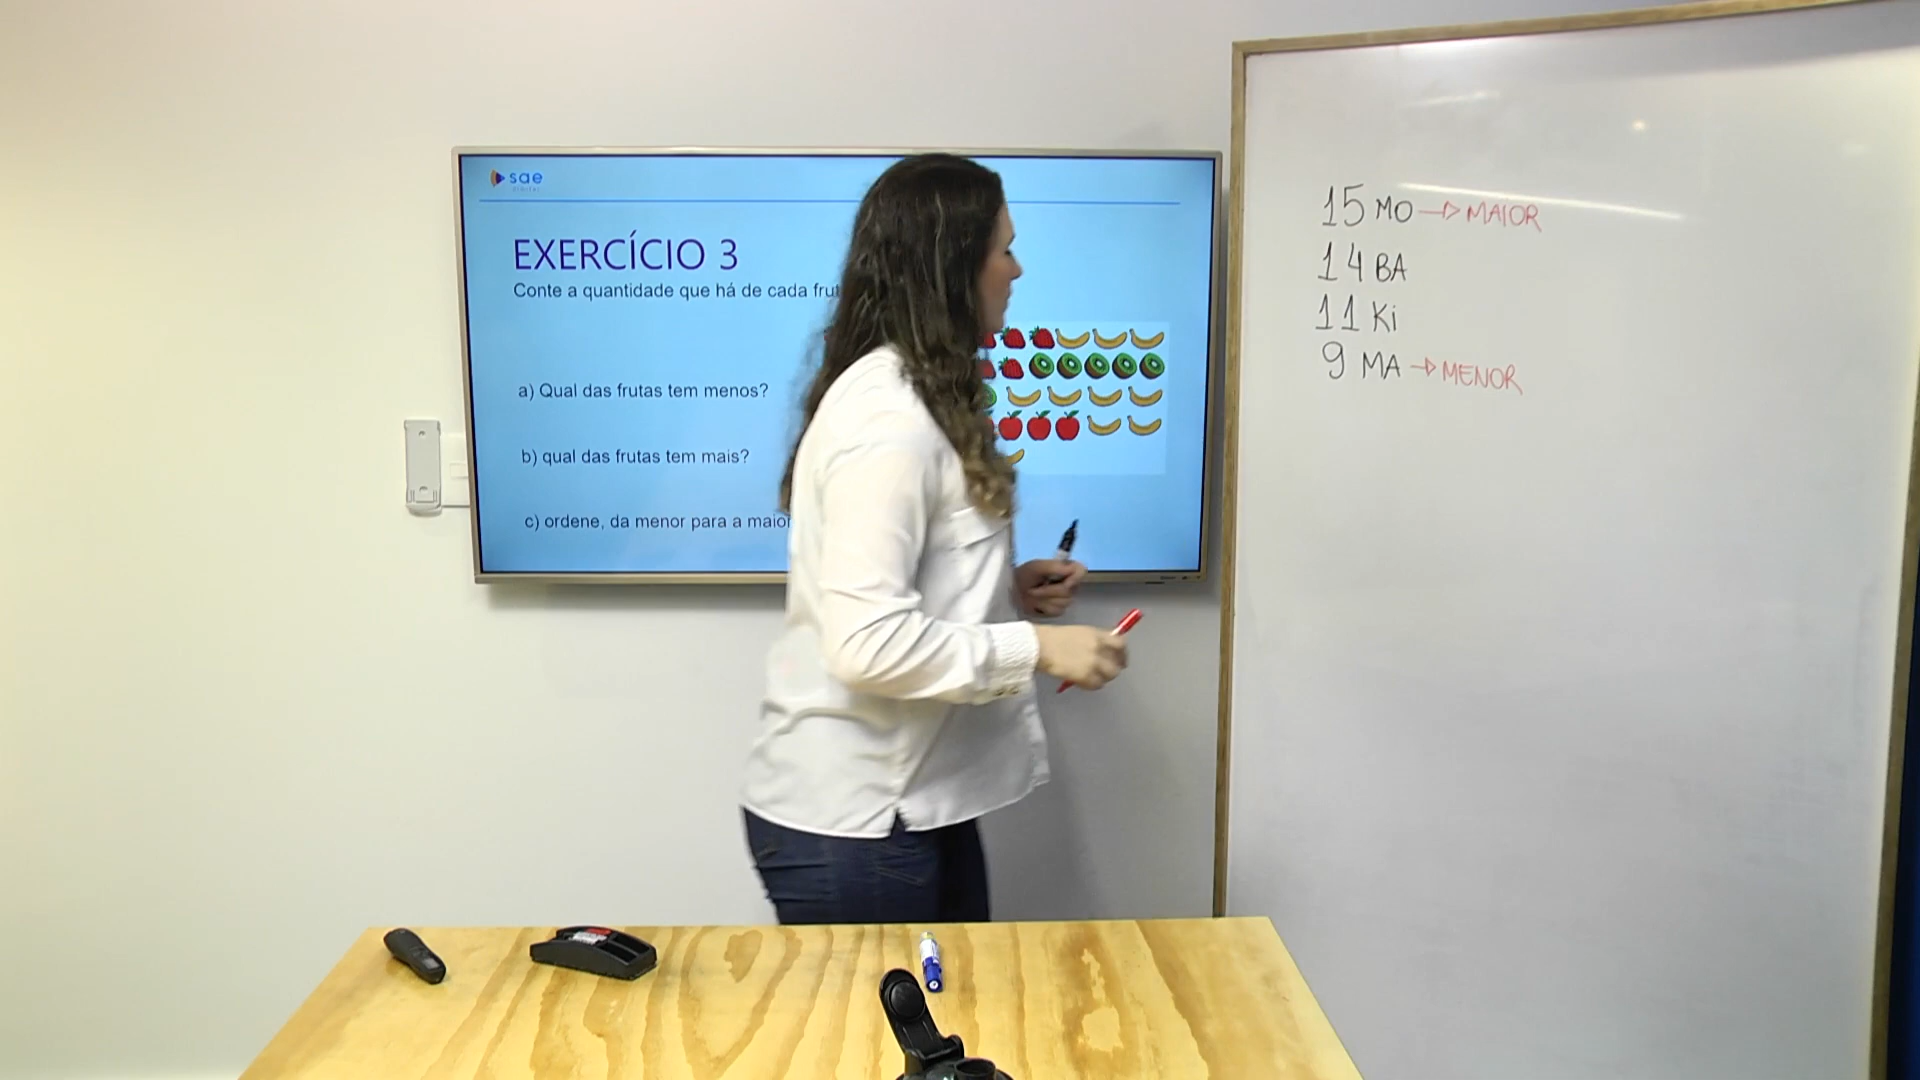 sae
EXERCÍCIO 3
Conte a quantidade que há de cada
a) Qual das frutas tem menos?
b) qual das frutas tem mais?
c) ordene, da menor para a maior
15 MO → MAIOR
14 BA
11 Ki
9 MA → MENOR